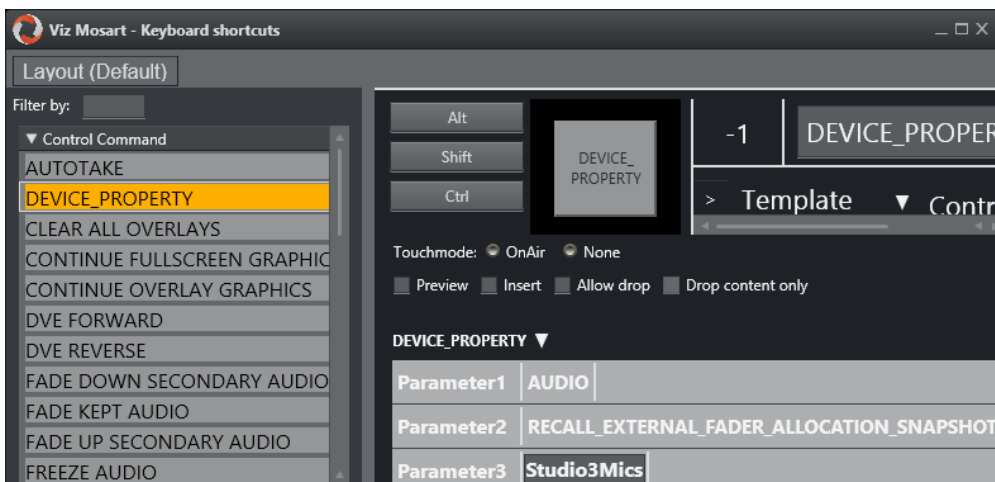 Viz Mosart - Keyboard shortcuts
Layout (Default)
Filter by:
▼ Control Command
AUTOTAKE
DEVICE_PROPERTY
CLEAR ALL OVERLAYS
CONTINUE FULLSCREEN GRAPHIC
CONTINUE OVERLAY GRAPHICS
DVE FORWARD
DVE REVERSE
FADE DOWN SECONDARY AUDIO
FADE KEPT AUDIO
FADE UP SECONDARY AUDIO
FREEZE AUDIO
Alt
Shift
Ctrl
DEVICE_
PROPERTY
-1 DEVICE_PROPER
> Template ▼ Contr
Touchmode: OnAir None
Preview Insert Allow drop Drop content only
DEVICE_PROPERTY ▼
Parameter1 AUDIO
Parameter2 RECALL_EXTERNAL_FADER_ALLOCATION_SNAPSHOT
Parameter3 Studio3Mics